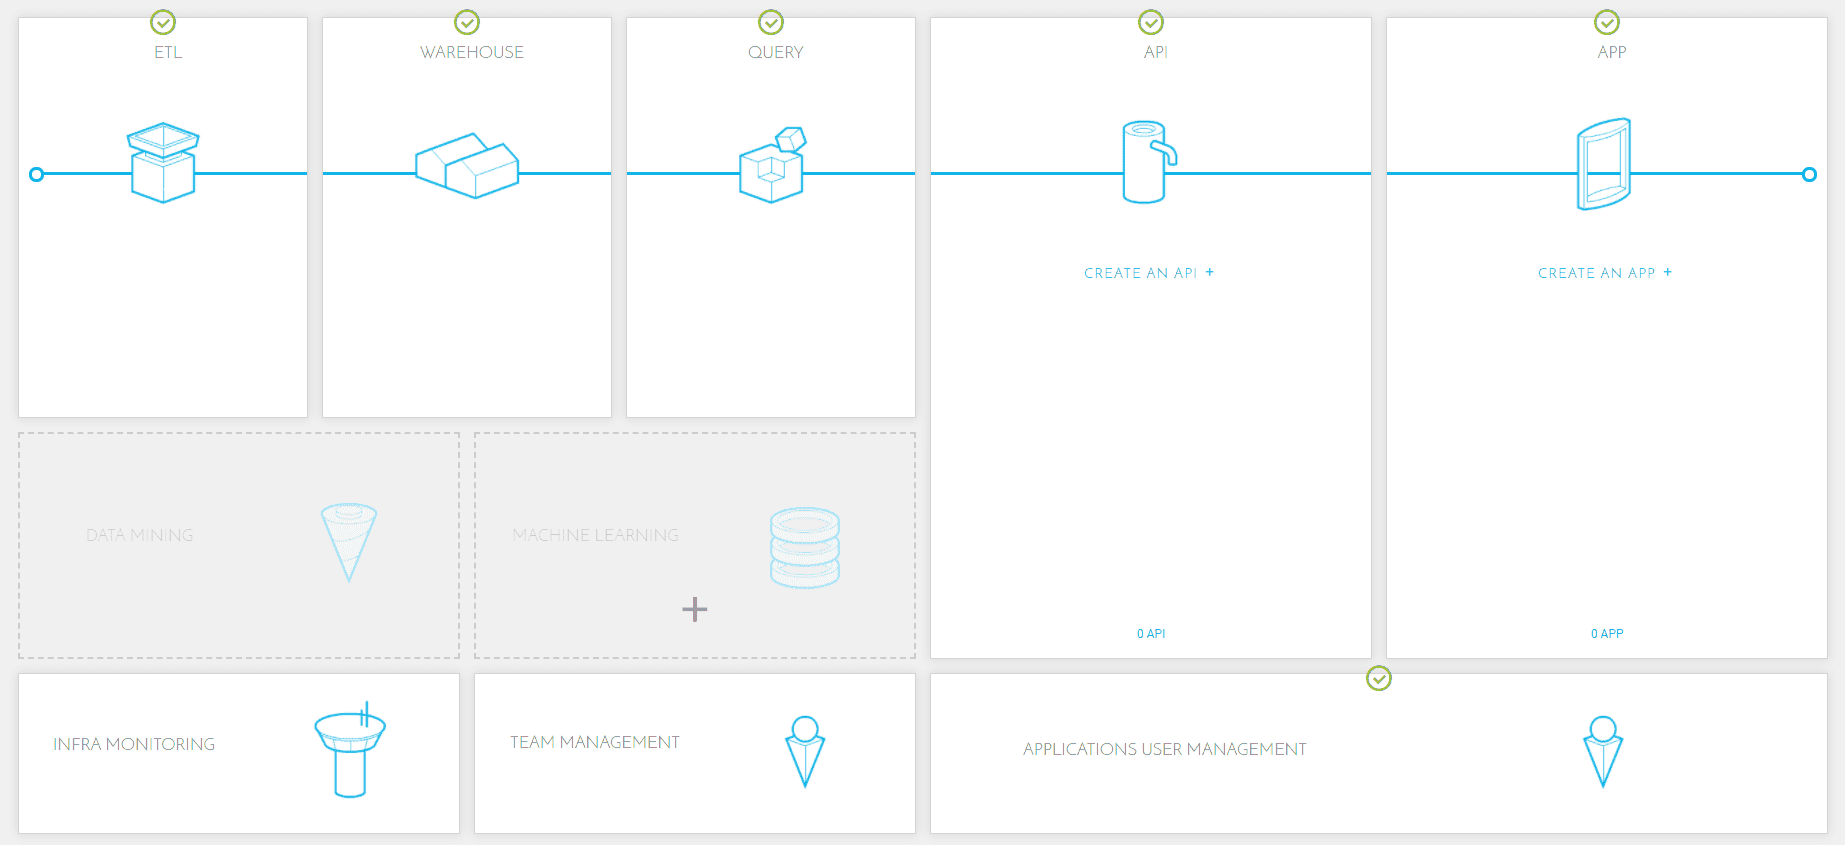 ETL
WAREHOUSE
QUERY
API
APP
CREATE AN API +
CREATE AN APP +
DATA MINING
MACHINE LEARNING
0 API
0 APP
INFRA MONITORING
TEAM MANAGEMENT
APPLICATIONS USER MANAGEMENT